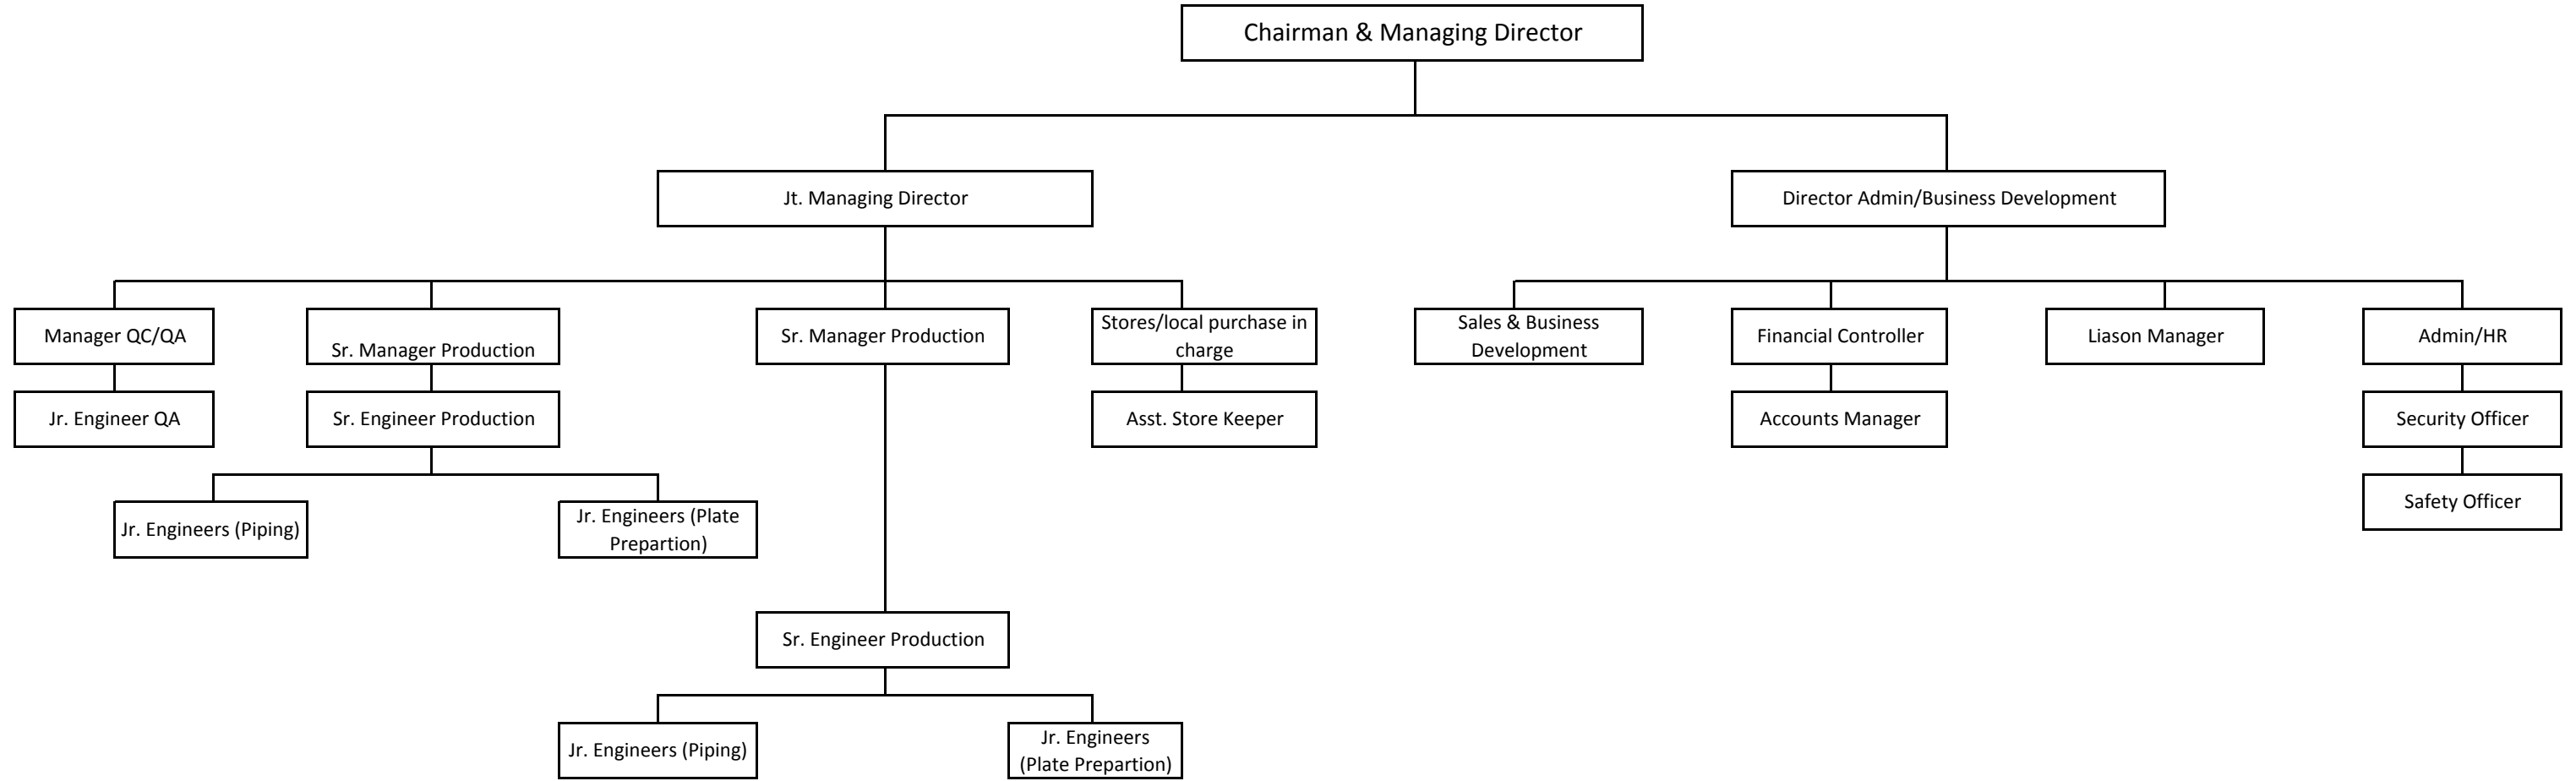 Chairman & Managing Director
Jt. Managing Director
Director Admin/Business Development
Manager QC/QA
Sr. Manager Production
Sr. Manager Production
Stores/local purchase in
charge
Sales & Business
Development
Financial Controller
Liason Manager
Admin/HR
Jr. Engineer QA
Sr. Engineer Production
Asst. Store Keeper
Accounts Manager
Security Officer
Jr. Engineers (Piping)
Jr. Engineers (Plate
Prepartion)
Safety Officer
Sr. Engineer Production
Jr. Engineers (Piping)
Jr. Engineers
(Plate Prepartion)